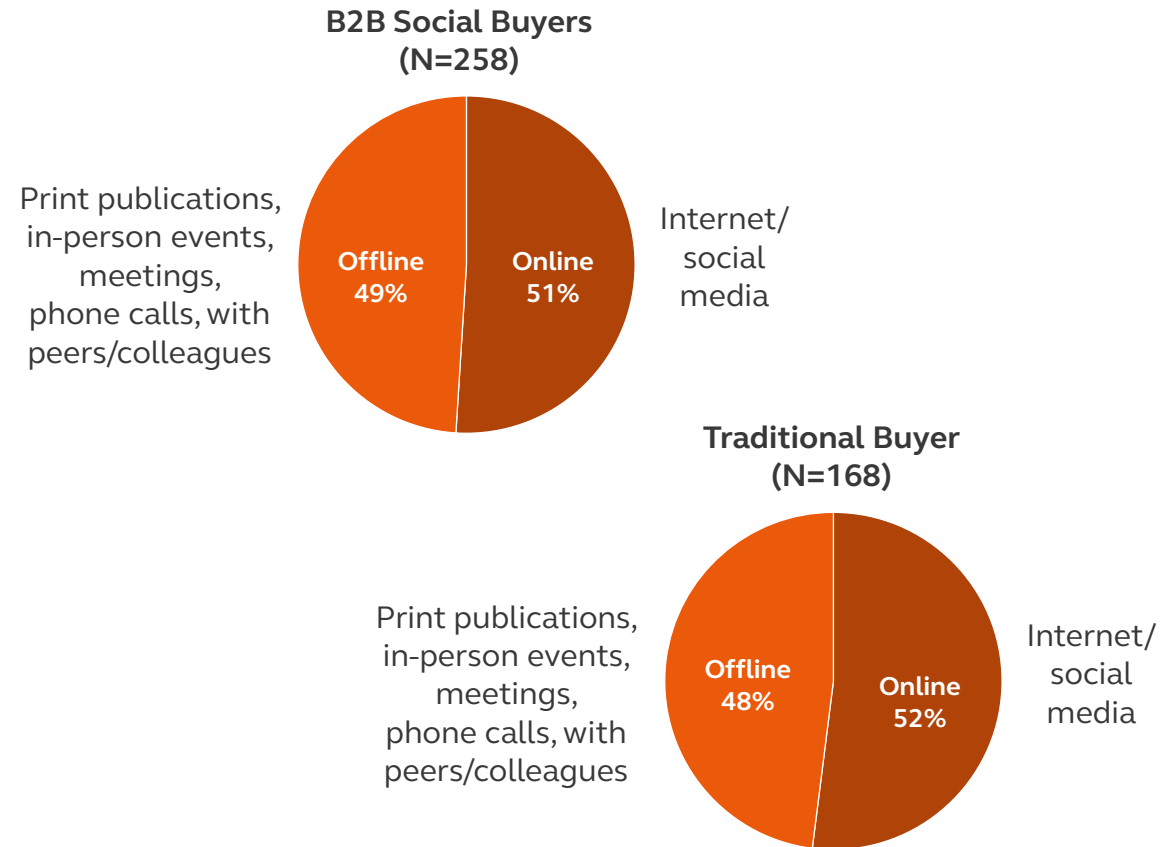 B2B Social Buyers
(N=258)
Print publications,
in-person events,
meetings,
phone calls, with
peers/colleagues
Offline
49%
Online
51%
Internet/
social
media
Traditional Buyer
(N=168)
Print publications,
in-person events,
meetings,
phone calls, with
peers/colleagues
Offline
48%
Online
52%
Internet/
social
media